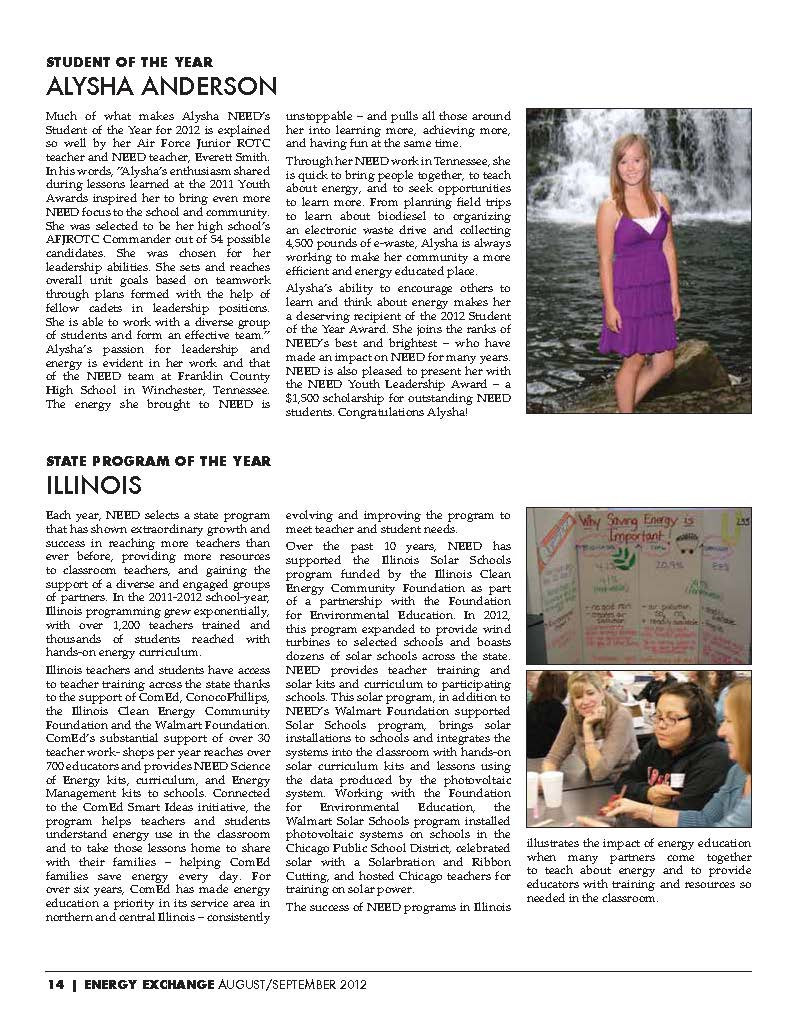 STUDENT OF THE YEAR
ALYSHA ANDERSON
Much of what makes Alysha NEED's
Student of the Year for 2012 is explained
so well by her Air Force Junior ROTC
teacher and NEED teacher, Everett Smith.
In his words, "Alysha's enthusiasm shared
during lessons learned at the 2011 Youth
Awards inspired her to bring even more
NEED focus to the school and community.
She was selected to be her high school's
AFJROTC Commander out of 54 possible
candidates. She was chosen for her
leadership abilities. She sets and reaches
overall unit goals based on teamwork
through plans formed with the help of
fellow cadets in leadership positions.
She is able to work with a diverse group
of students and form an effective team."
Alysha's passion for leadership and
energy is evident in her work and that
of the NEED team at Franklin County
High School in Winchester, Tennessee.
The energy she brought to NEED is
unstoppable – and pulls all those around
her into learning more, achieving more,
and having fun at the same time.
Through her NEED work in Tennessee, she
is quick to bring people together, to teach
about energy, and to seek opportunities
to learn more. From planning field trips
to learn about biodiesel to organizing
an electronic waste drive and collecting
4,500 pounds of e-waste, Alysha is always
working to make her community a more
efficient and energy educated place.
Alysha's ability to encourage others to
learn and think about energy makes her
a deserving recipient of the 2012 Student
of the Year Award. She joins the ranks of
NEED's best and brightest – who have
made an impact on NEED for many years.
NEED is also pleased to present her with
the NEED Youth Leadership Award – a
$1,500 scholarship for outstanding NEED
students. Congratulations Alysha!
STATE PROGRAM OF THE YEAR
ILLINOIS
Each year, NEED selects a state program
that has shown extraordinary growth and
success in reaching more teachers than
ever before, providing more resources
to classroom teachers, and gaining the
support of a diverse and engaged groups
of partners. In the 2011-2012 school-year,
Illinois programming grew exponentially,
with over 1,200 teachers trained and
thousands of students reached with
hands-on energy curriculum.
Illinois teachers and students have access
to teacher training across the state thanks
to the support of ComEd, ConocoPhillips,
the Illinois Clean Energy Community
Foundation and the Walmart Foundation.
ComEd's substantial support of over 30
teacher work- shops per year reaches over
700 educators and provides NEED Science
of Energy kits, curriculum, and Energy
Management kits to schools. Connected
to the ComEd Smart Ideas initiative, the
program helps teachers and students
understand energy use in the classroom
and to take those lessons home to share
with their families – helping ComEd
families save energy every day. For
over six years, ComEd has made energy
education a priority in its service area in
northern and central Illinois – consistently
evolving and improving the program to
meet teacher and student needs.
Over the past 10 years, NEED has
supported the Illinois Solar Schools
program funded by the Illinois Clean
Energy Community Foundation as part
of a partnership with the Foundation
for Environmental Education. In 2012,
this program expanded to provide wind
turbines to selected schools and boasts
dozens of solar schools across the state.
NEED provides teacher training and
solar kits and curriculum to participating
schools. This solar program, in addition to
NEED's Walmart Foundation supported
Solar Schools program, brings solar
installations to schools and integrates the
systems into the classroom with hands-on
solar curriculum kits and lessons using
the data produced by the photovoltaic
system. Working with the Foundation
for Environmental Education, the
Walmart Solar Schools program installed
photovoltaic systems on schools in the
Chicago Public School District, celebrated
solar with a Solarbration and Ribbon
Cutting, and hosted Chicago teachers for
training on solar power.
The success of NEED programs in Illinois
Why Saving Energy is
Important!
20.9%
illustrates the impact of energy education
when many partners come together
to teach about energy and to provide
educators with training and resources so
needed in the classroom.
14 | ENERGY EXCHANGE AUGUST/SEPTEMBER 2012